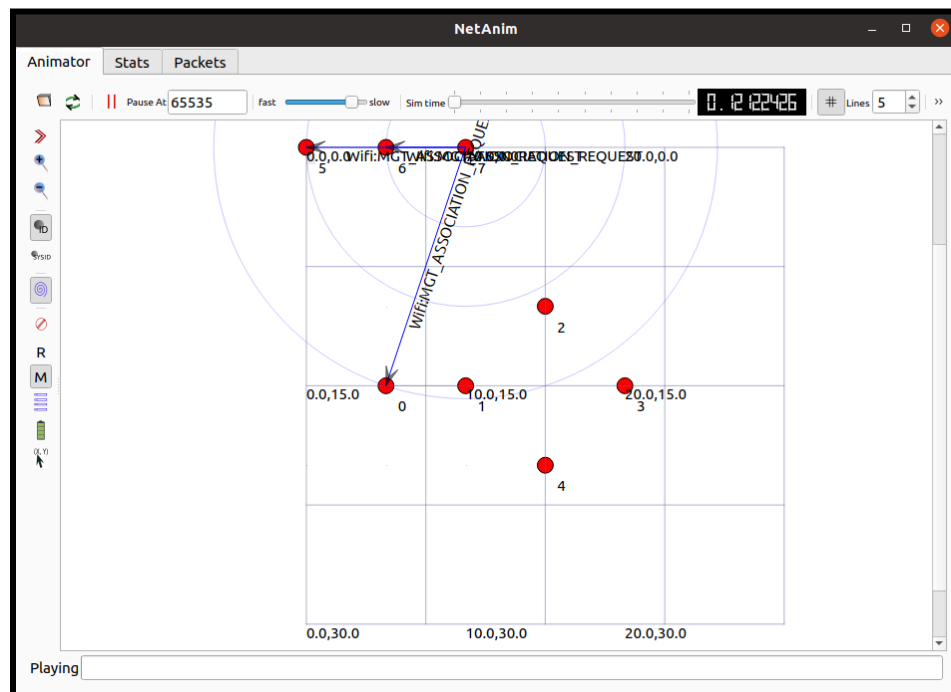 NetAnim
Animator Stats Packets
Pause At 65535 fast slow Sim time 0.12122426 # Lines 5 »
0.0,0.0 20.0,0.0
5 6 7
Wifi:MGT_ASSOCIATION_REQUE
ID
SYSID
2
R
M
0.0,15.0 10.0,15.0 20.0,15.0
0 1 3
(X, Y)
4
0.0,30.0 10.0,30.0 20.0,30.0
Playing